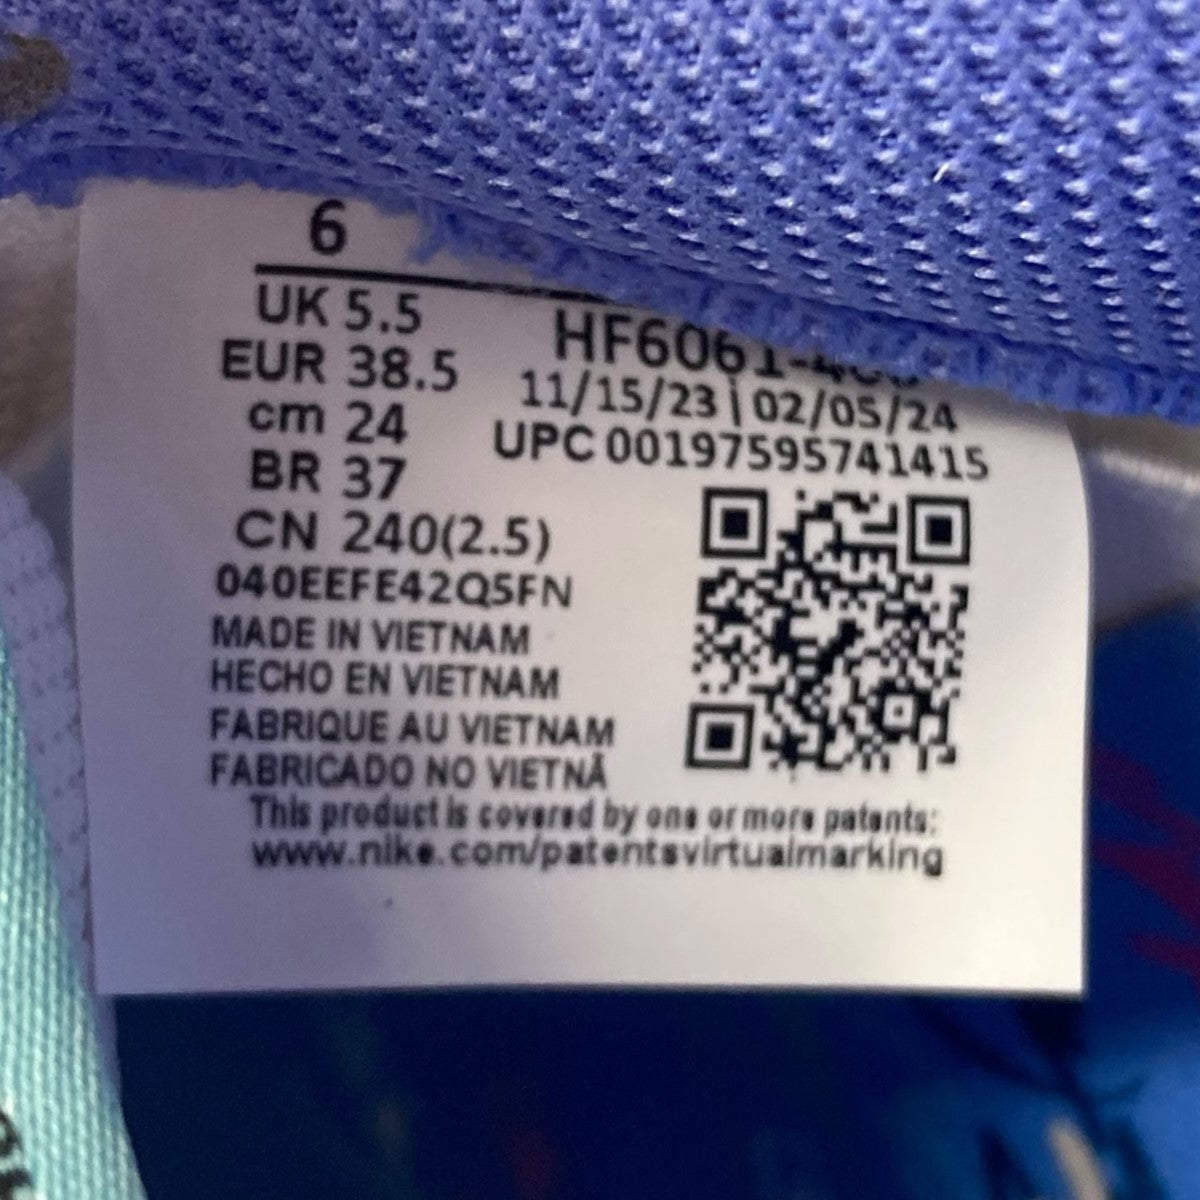 6
UK 5.5
EUR 38.5
cm 24
BR 37
CN 240(2.5)
040EEFE42Q5FN
HF6061-400
11/15/23 | 02/05/24
UPC 00197595741415
MADE IN VIETNAM
HECHO EN VIETNAM
FABRIQUE AU VIETNAM
FABRICADO NO VIETNÃ
This product is covered by one or more patents:
www.nike.com/patentsvirtualmarking